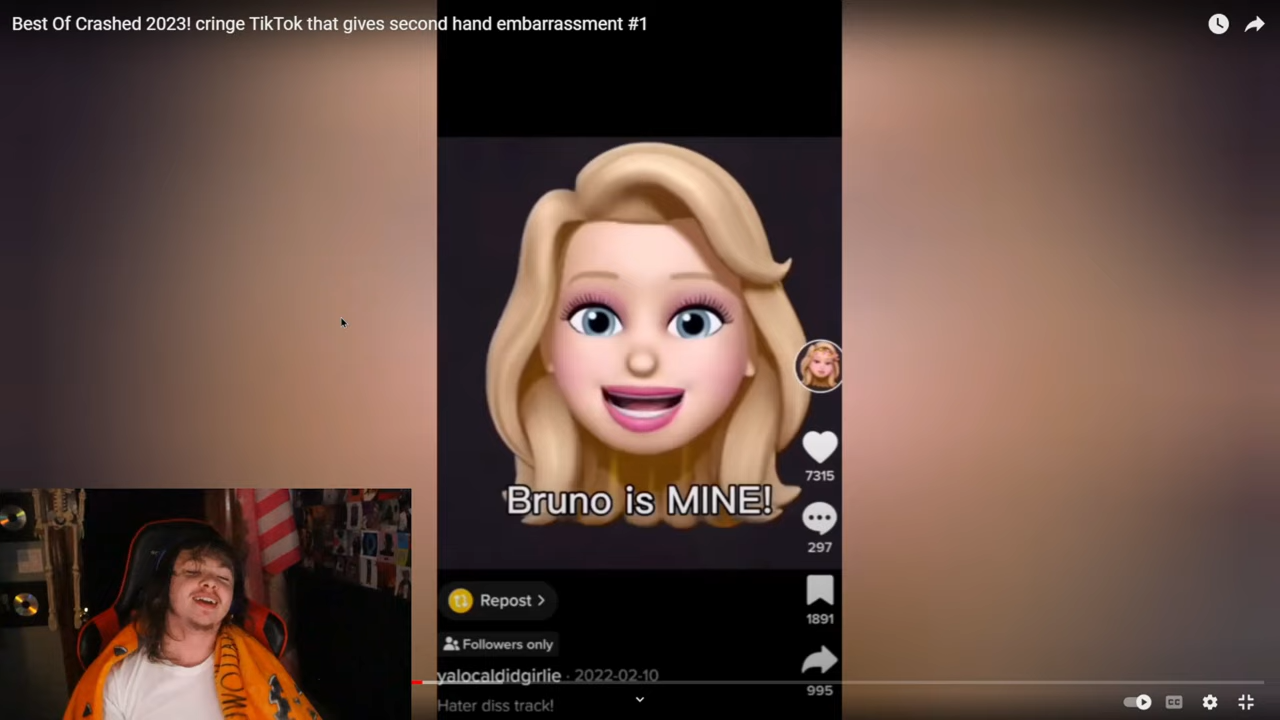 Best Of Crashed 2023! cringe TikTok that gives second hand embarrassment #1
Bruno is MINE!
7315
297
1891
995
Repost >
Followers only
yalocaldidgirlie · 2022-02-10
Hater diss track!
CC